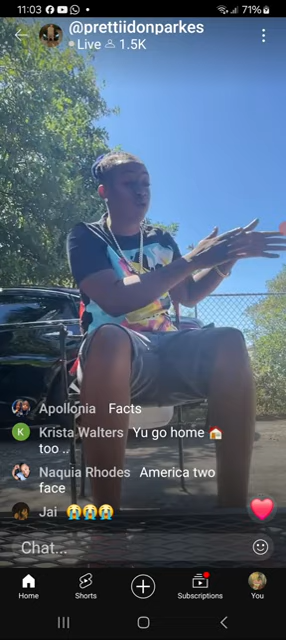 11:03
71%
@prettiidonparkes
Live 1.5K
Apollonia Facts
K
Krista Walters Yu go home 🏠
too ..
Naquia Rhodes America two
face
Jai 😭😭😭
Chat...
Home Shorts Subscriptions You